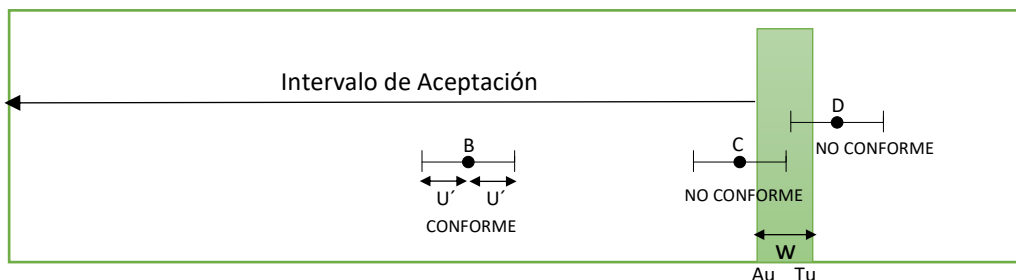 Intervalo de Aceptación
D
B
C
NO CONFORME
U´ U´
NO CONFORME
CONFORME
W
Au Tu